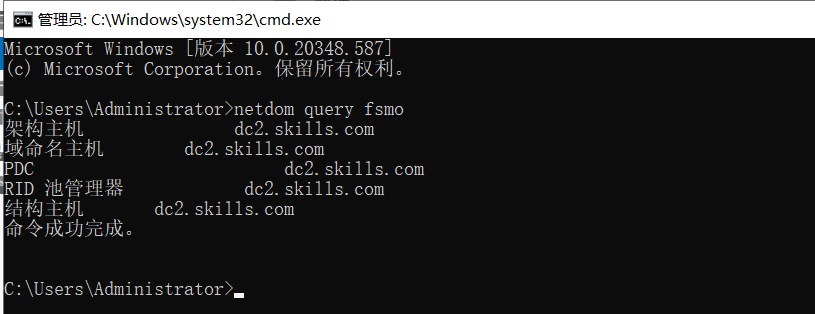 管理员: C:\Windows\system32\cmd.exe
Microsoft Windows [版本 10.0.20348.587]
(c) Microsoft Corporation。保留所有权利。
C:\Users\Administrator>netdom query fsmo
架构主机 dc2.skills.com
域命名主机 dc2.skills.com
PDC dc2.skills.com
RID 池管理器 dc2.skills.com
结构主机 dc2.skills.com
命令成功完成。
C:\Users\Administrator>